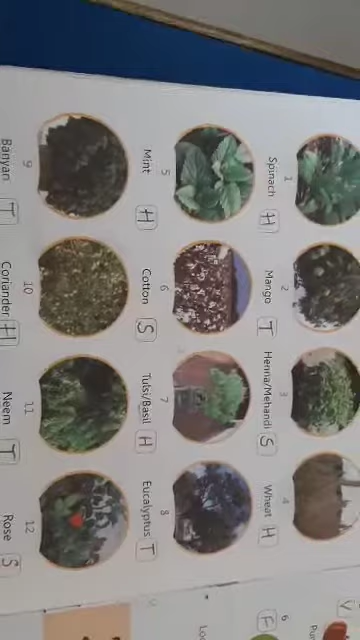 1 2 3 4
Spinach H Mango T Henna/Mehandi S Wheat H
5 6 7 8
Mint H Cotton S Tulsi/Basil H Eucalyptus T
9 10 11 12
Banyan T Coriander H Neem T Rose S
V
6
F